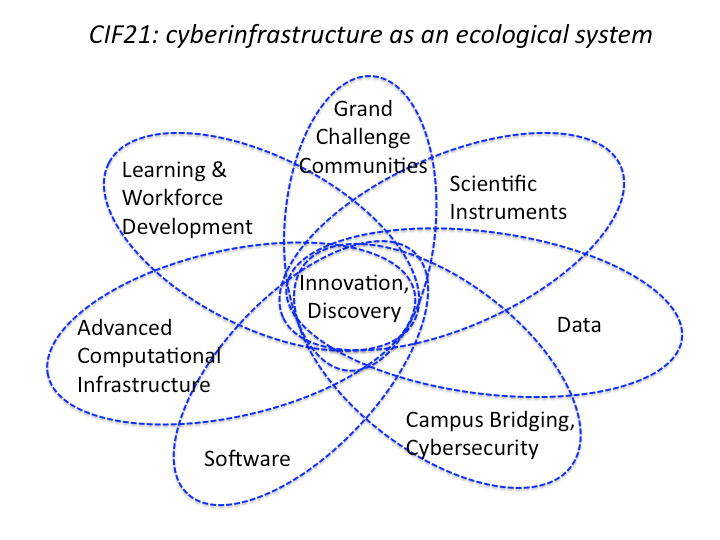 CIF21: cyberinfrastructure as an ecological system
Grand
Challenge
Communities
Learning &
Workforce
Development
Scientific
Instruments
Innovation,
Discovery
Advanced
Computational
Infrastructure
Data
Campus Bridging,
Cybersecurity
Software